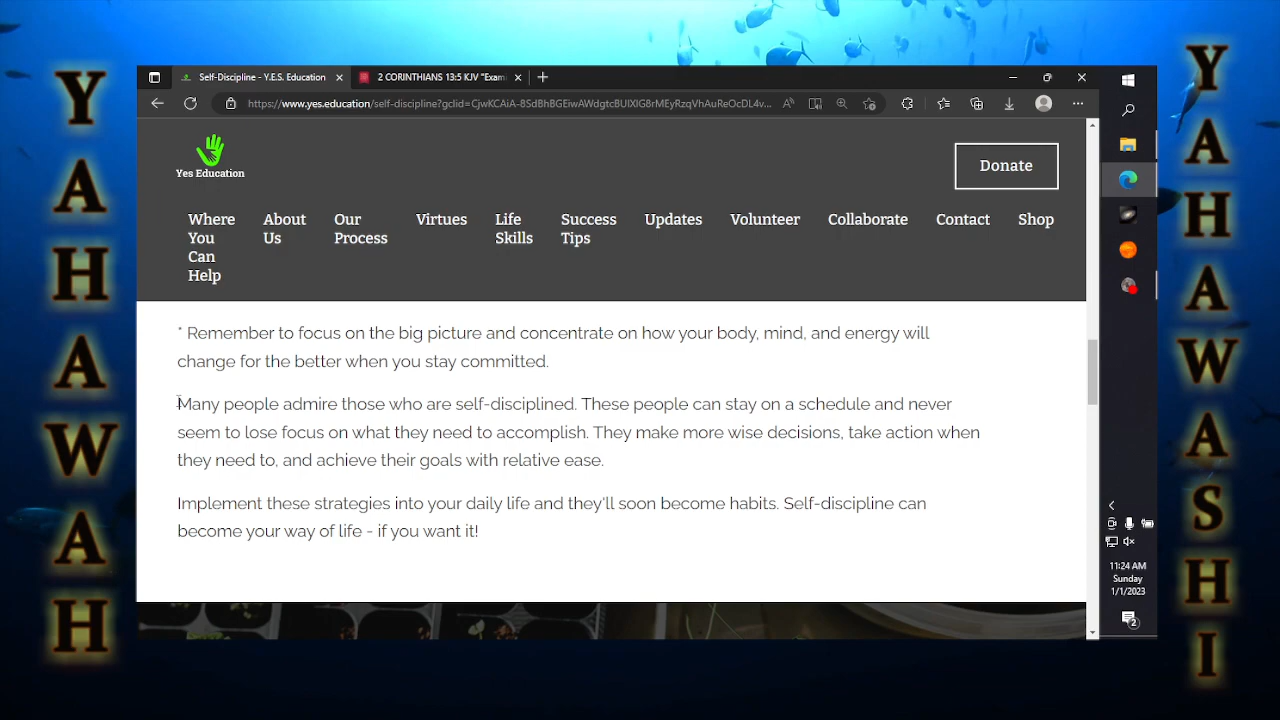 YAHAWAH
YAHAWASHI
Self-Discipline - Y.E.S. Education
2 CORINTHIANS 13:5 KJV "Exam
https://www.yes.education/self-discipline?gclid=
Yes Education
Donate
Where You Can Help
About Us
Our Process
Virtues
Life Skills
Success Tips
Updates
Volunteer
Collaborate
Contact
Shop
* Remember to focus on the big picture and concentrate on how your body, mind, and energy will
change for the better when you stay committed.
Many people admire those who are self-disciplined. These people can stay on a schedule and never
seem to lose focus on what they need to accomplish. They make more wise decisions, take action when
they need to, and achieve their goals with relative ease.
Implement these strategies into your daily life and they'll soon become habits. Self-discipline can
become your way of life - if you want it!
11:24 AM
Sunday
1/1/2023
2